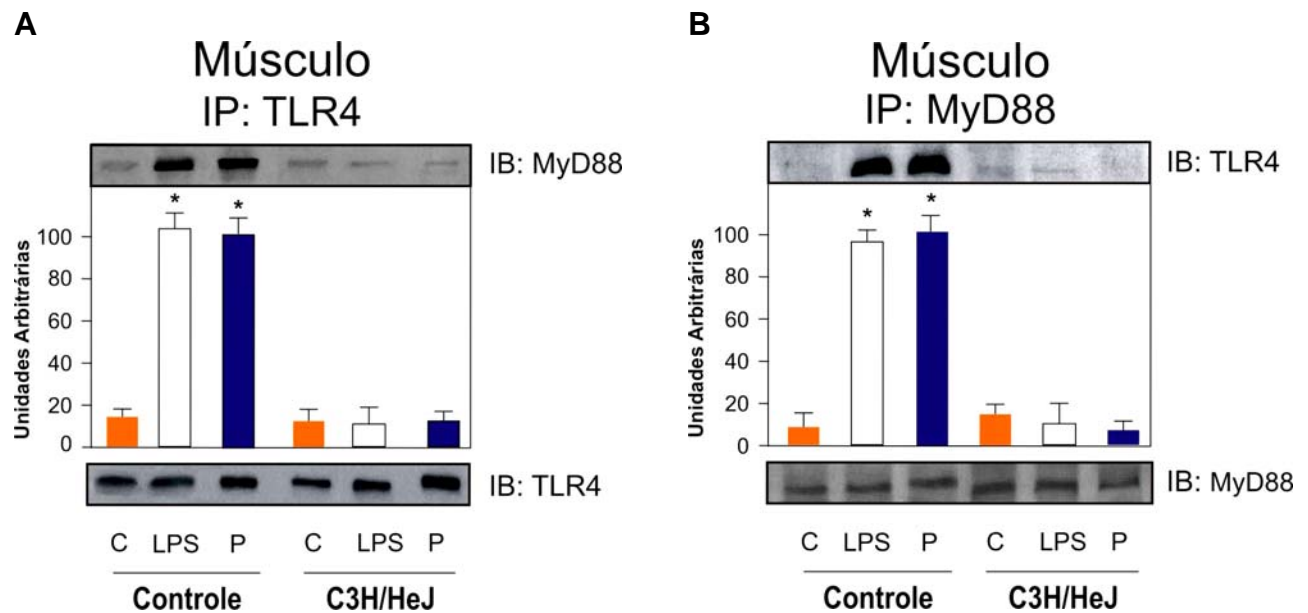 A
Músculo
IP: TLR4
IB: MyD88
* *
Unidades Arbitrárias
100
80
60
40
20
0
IB: TLR4
C LPS P C LPS P
Controle C3H/HeJ
B
Músculo
IP: MyD88
IB: TLR4
* *
Unidades Arbitrárias
100
80
60
40
20
0
IB: MyD88
C LPS P C LPS P
Controle C3H/HeJ